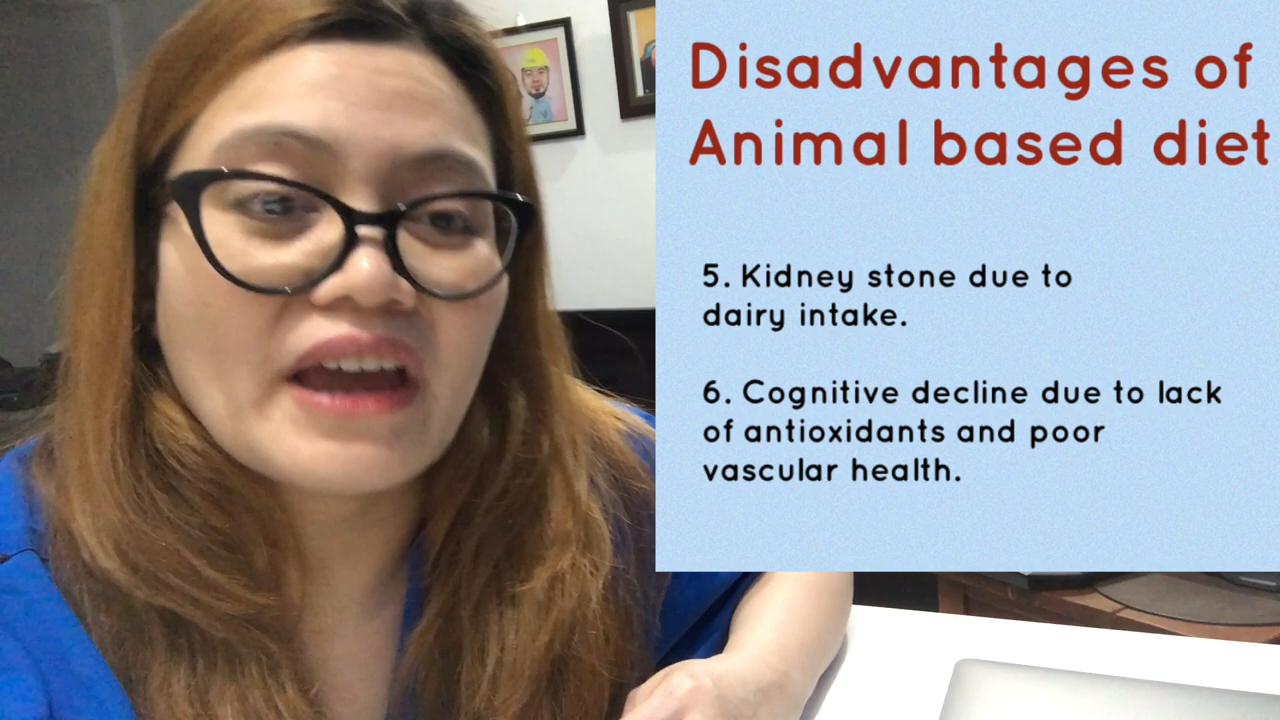 Disadvantages of
Animal based diet
5. Kidney stone due to
dairy intake.
6. Cognitive decline due to lack
of antioxidants and poor
vascular health.